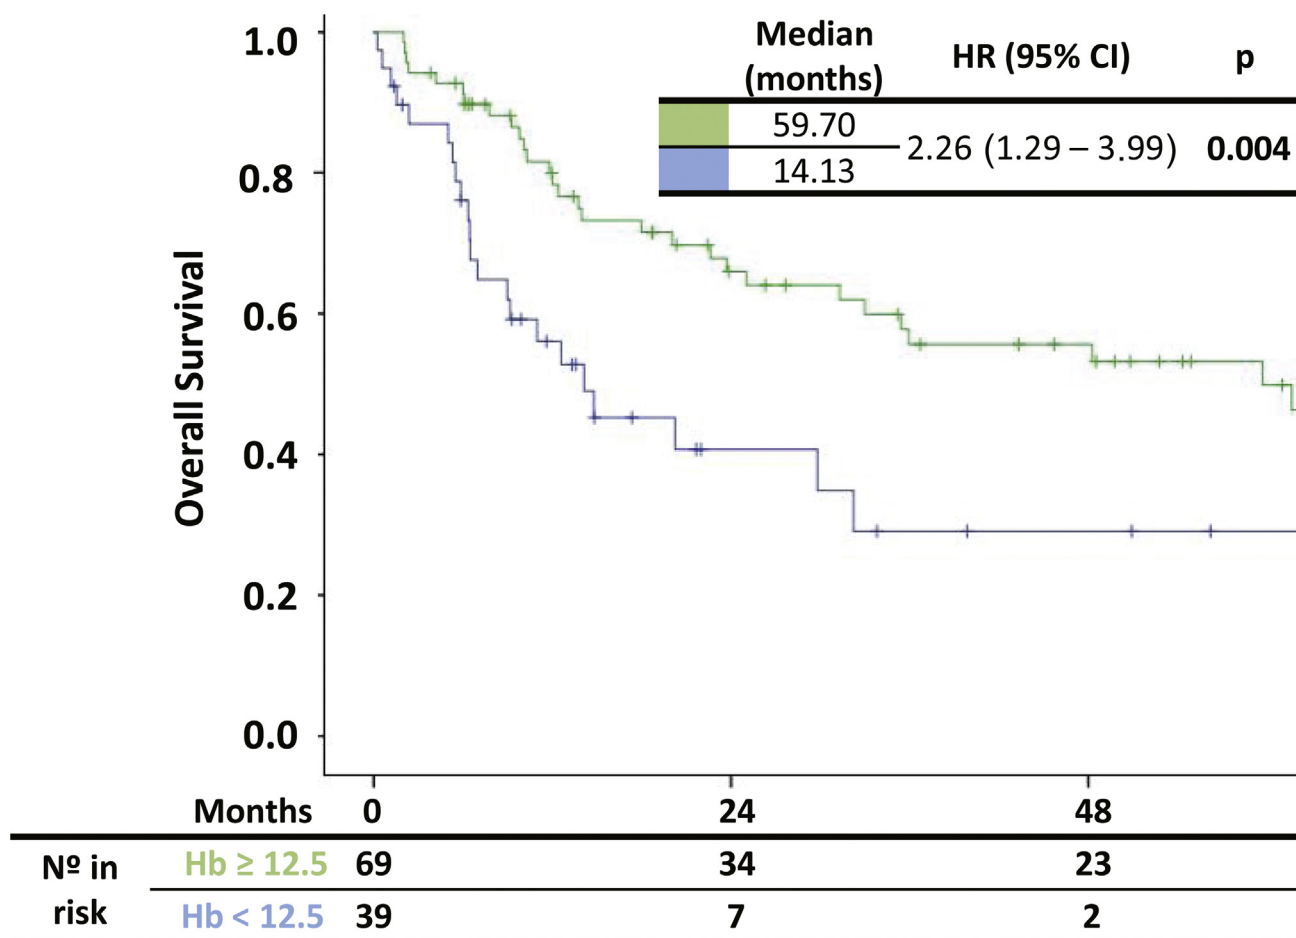 Median
(months)
HR (95% CI)
p
59.70
14.13
2.26 (1.29 – 3.99)
0.004
Overall Survival
1.0
0.8
0.6
0.4
0.2
0.0
Months 0 24 48
Nº in
risk
Hb ≥ 12.5 69 34 23
Hb < 12.5 39 7 2